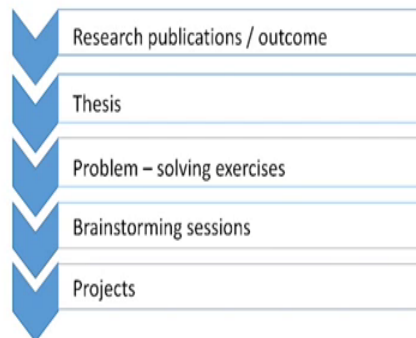 Research publications / outcome
Thesis
Problem – solving exercises
Brainstorming sessions
Projects